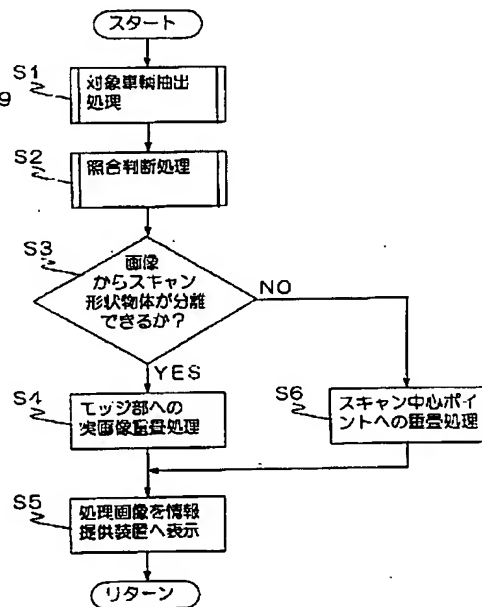 スタート
S1
対象車輌抽出
処理
9
S2
照合判断処理
S3
画像
からスキャン
形状物体が分離
できるか？
NO
YES
S4
エッジ部への
実画像重畳処理
S6
スキャン中心ポイ
ントへの重畳処理
S5
処理画像を情報
提供装置へ表示
リターン